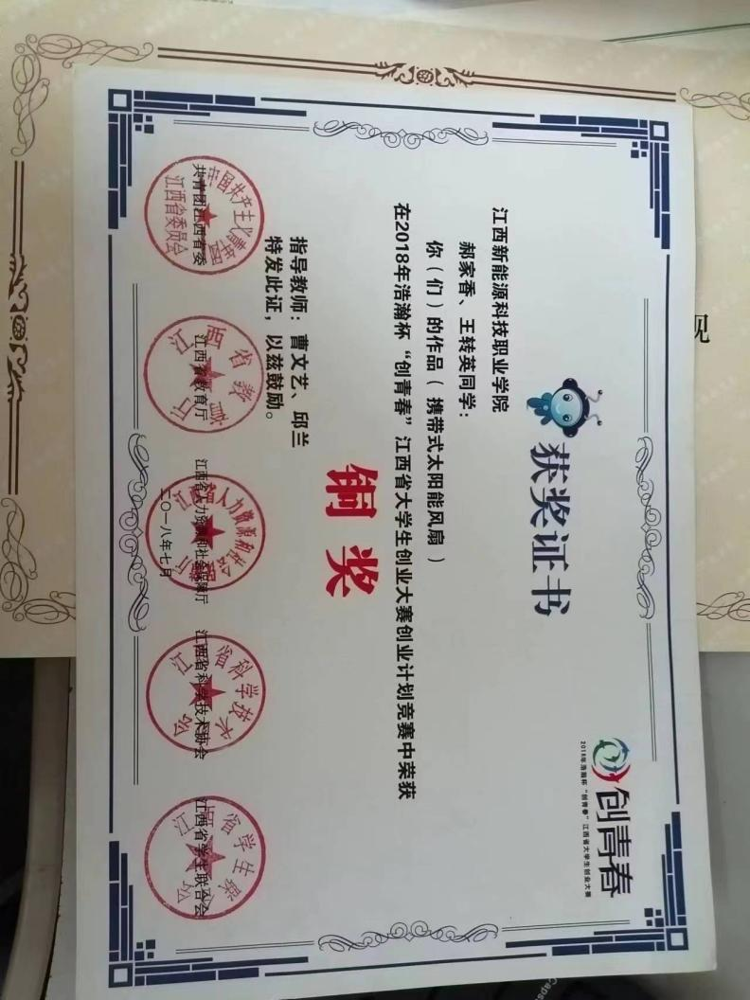 创青春
2018年浩瀚杯“创青春”江西省大学生创业大赛
获奖证书
江西新能源科技职业学院
郝家香、王转英同学：
你（们）的作品（ 携带式太阳能风扇 ）
在2018年浩瀚杯“创青春”江西省大学生创业大赛创业计划竞赛中荣获
铜奖
指导教师：曹文艺、邱兰
特发此证，以兹鼓励。
共青团江西省委 江西省教育厅 江西省人力资源和社会保障厅 江西省科学技术协会 江西省学生联合会
二〇一八年七月
江西省委员会
见
Caps